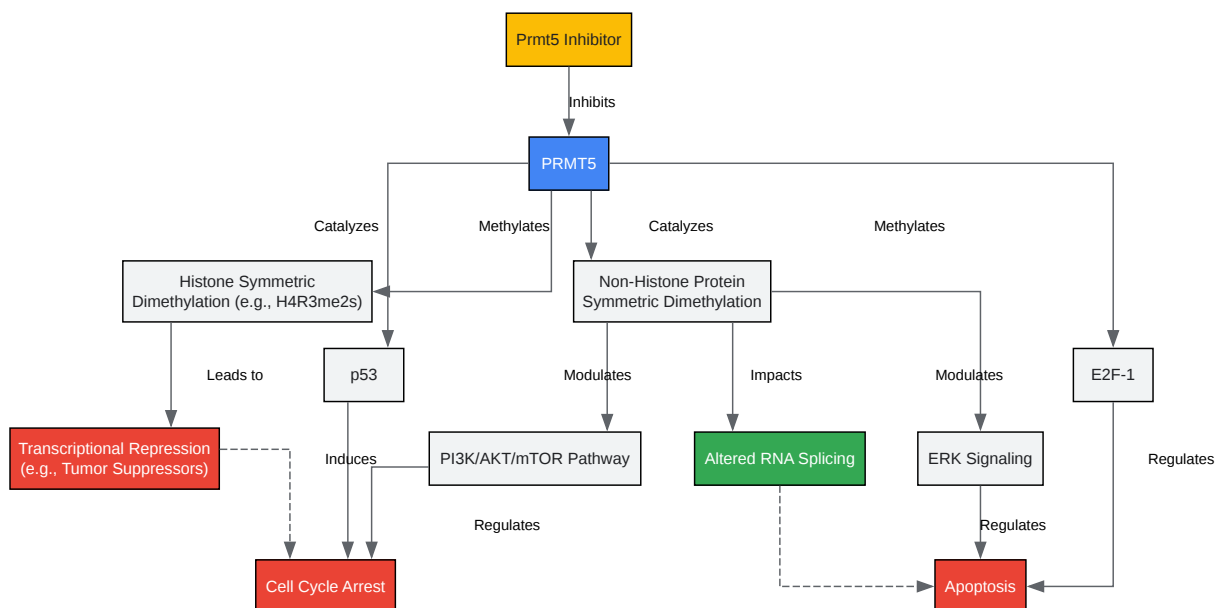 Prmt5 Inhibitor
Inhibits
PRMT5
Catalyzes
Methylates
Catalyzes
Methylates
Histone Symmetric
Dimethylation (e.g., H4R3me2s)
Non-Histone Protein
Symmetric Dimethylation
Leads to
p53
Modulates
Impacts
Modulates
E2F-1
Transcriptional Repression
(e.g., Tumor Suppressors)
Induces
PI3K/AKT/mTOR Pathway
Altered RNA Splicing
ERK Signaling
Regulates
Regulates
Regulates
Cell Cycle Arrest
Apoptosis